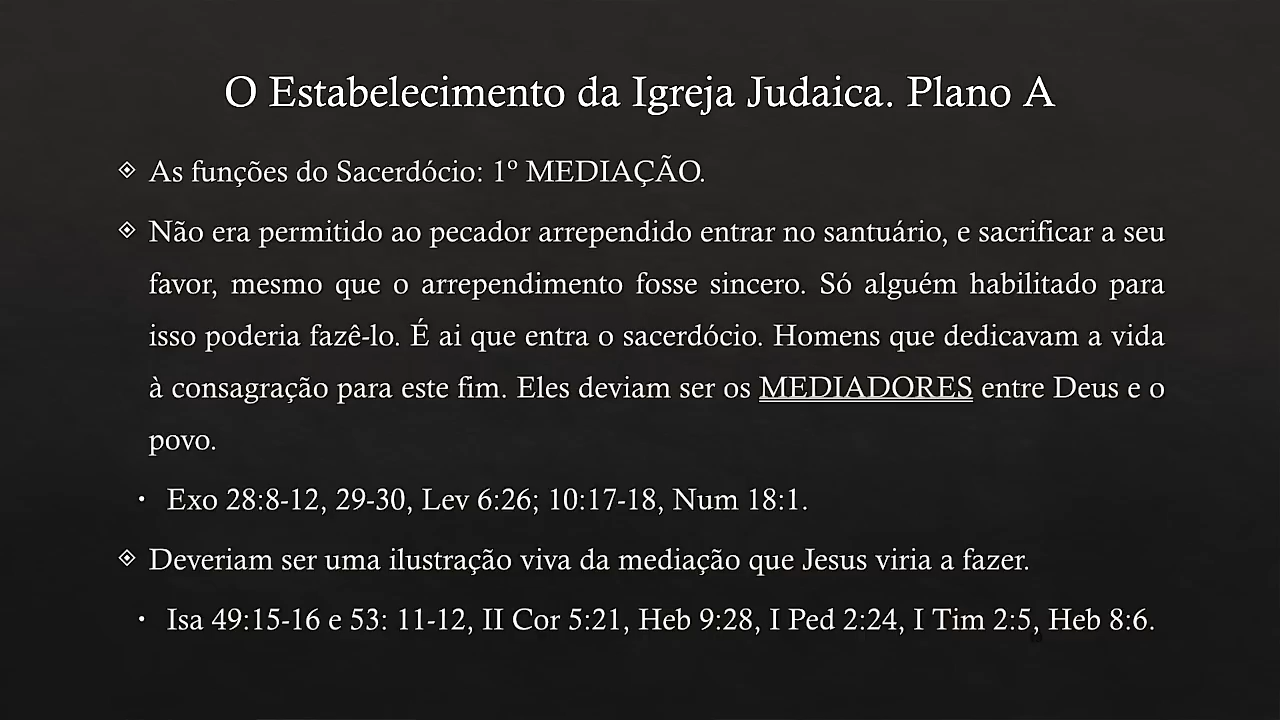 O Estabelecimento da Igreja Judaica. Plano A
As funções do Sacerdócio: 1º MEDIAÇÃO.
Não era permitido ao pecador arrependido entrar no santuário, e sacrificar a seu
favor, mesmo que o arrependimento fosse sincero. Só alguém habilitado para
isso poderia fazê-lo. É ai que entra o sacerdócio. Homens que dedicavam a vida
à consagração para este fim. Eles deviam ser os MEDIADORES entre Deus e o
povo.
Exo 28:8-12, 29-30, Lev 6:26; 10:17-18, Num 18:1.
Deveriam ser uma ilustração viva da mediação que Jesus viria a fazer.
Isa 49:15-16 e 53: 11-12, II Cor 5:21, Heb 9:28, I Ped 2:24, I Tim 2:5, Heb 8:6.